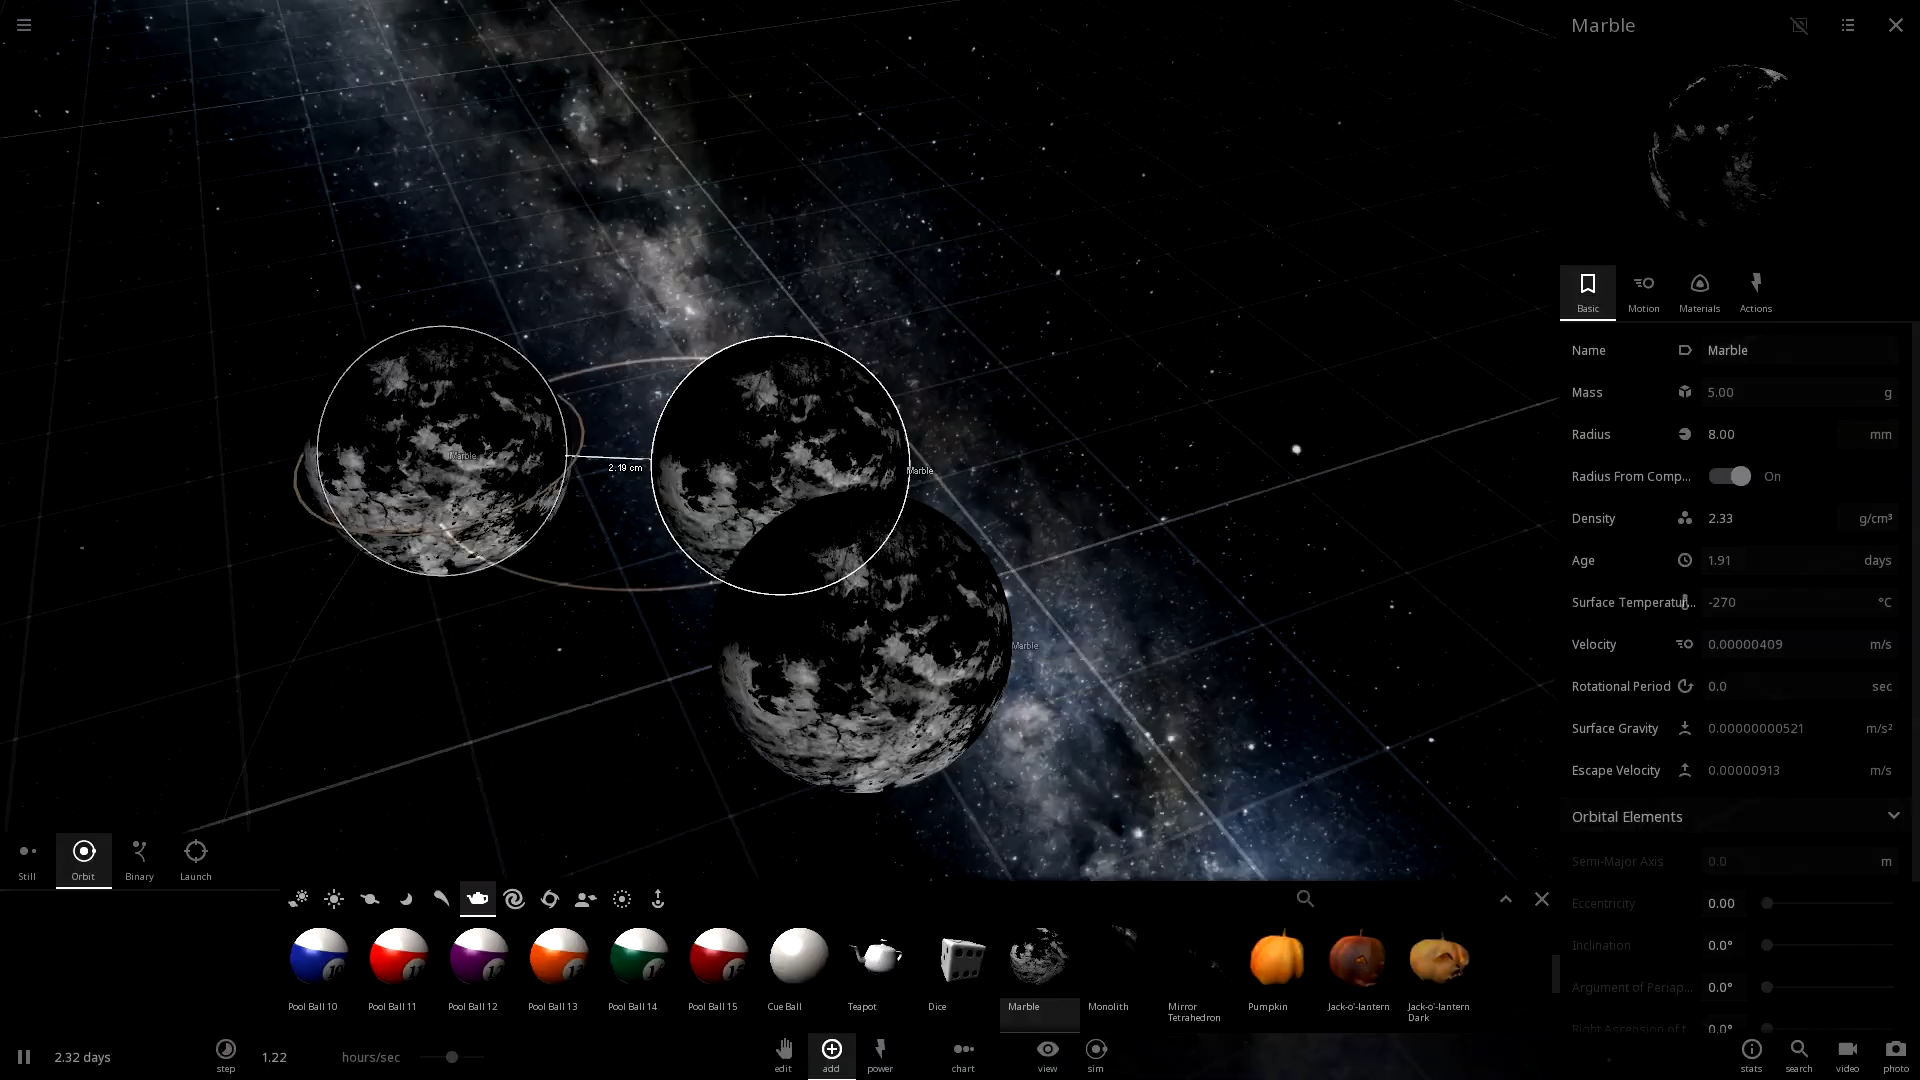 Marble
Basic
Motion
Materials
Actions
Name
Marble
Mass
5.00
g
Radius
8.00
mm
Radius From Comp...
On
Density
2.33
g/cm³
Age
1.91
days
Surface Temperatur...
-270
°C
Velocity
0.00000409
m/s
Rotational Period
0.0
sec
Surface Gravity
0.00000000521
m/s²
Escape Velocity
0.00000913
m/s
Orbital Elements
Semi-Major Axis
0.0
m
Eccentricity
0.00
Inclination
0.0°
Argument of Periap...
0.0°
Right Ascension of t...
0.0°
Marble
2.19 cm
Marble
Marble
Still
Orbit
Binary
Launch
Pool Ball 10
Pool Ball 11
Pool Ball 12
Pool Ball 13
Pool Ball 14
Pool Ball 15
Cue Ball
Teapot
Dice
Marble
Monolith
Mirror
Tetrahedron
Pumpkin
Jack-o'-lantern
Jack-o'-lantern
Dark
2.32 days
step
1.22
hours/sec
edit
add
power
chart
view
sim
stats
search
video
photo